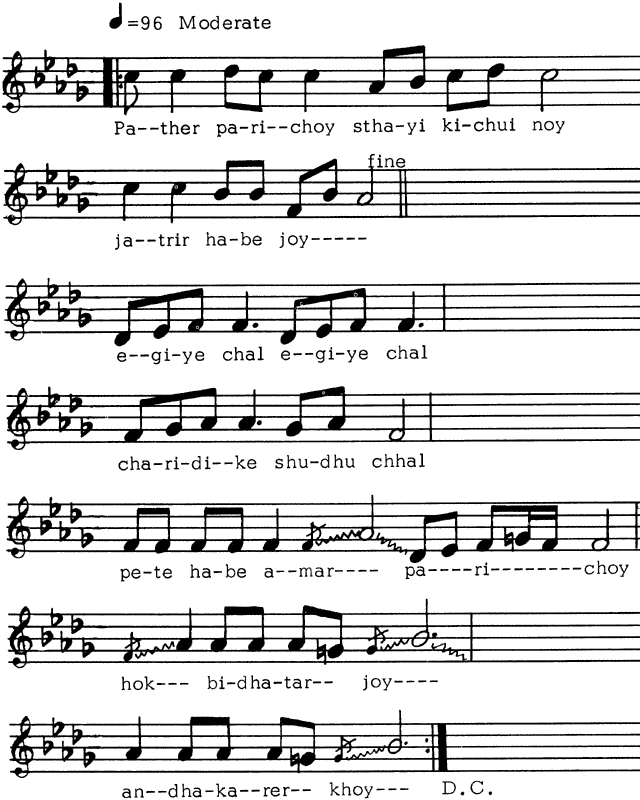 ♩=96 Moderate
Pa--ther pa-ri--choy stha-yi ki-chui noy
fine
ja--trir ha-be joy-----
e--gi-ye chal e--gi-ye chal
cha-ri-di--ke shu-dhu chhal
pe-te ha-be a--mar---- pa----ri--------choy
hok--- bi-dha-tar-- joy----
an--dha-ka--rer-- khoy--- D.C.